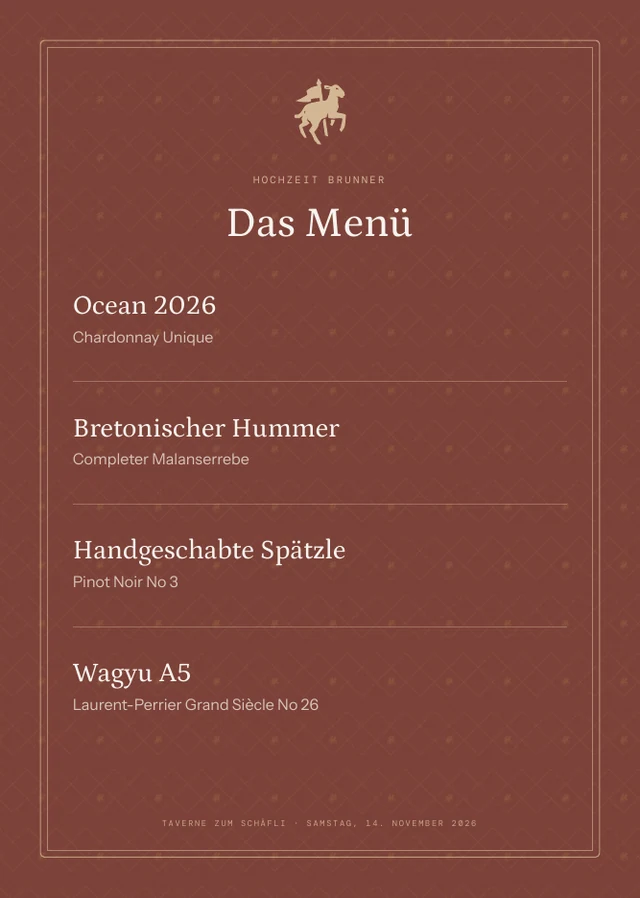 HOCHZEIT BRUNNER
Das Menü
Ocean 2026
Chardonnay Unique
Bretonischer Hummer
Completer Malanserrebe
Handgeschabte Spätzle
Pinot Noir No 3
Wagyu A5
Laurent-Perrier Grand Siècle No 26
TAVERNE ZUM SCHÄFLI · SAMSTAG, 14. NOVEMBER 2026